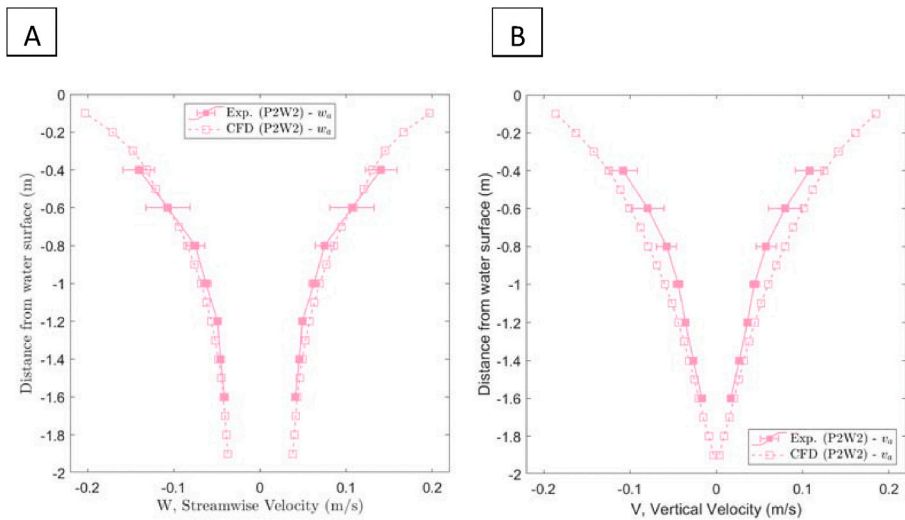 A
B
0
-0.2
-0.4
-0.6
-0.8
-1
-1.2
-1.4
-1.6
-1.8
-2
Distance from water surface (m)
Exp. (P2W2) - wₐ
CFD (P2W2) - wₐ
-0.2 -0.1 0 0.1 0.2
W, Streamwise Velocity (m/s)
0
-0.2
-0.4
-0.6
-0.8
-1
-1.2
-1.4
-1.6
-1.8
-2
Distance from water surface (m)
Exp. (P2W2) - vₐ
CFD (P2W2) - vₐ
-0.2 -0.1 0 0.1 0.2
V, Vertical Velocity (m/s)